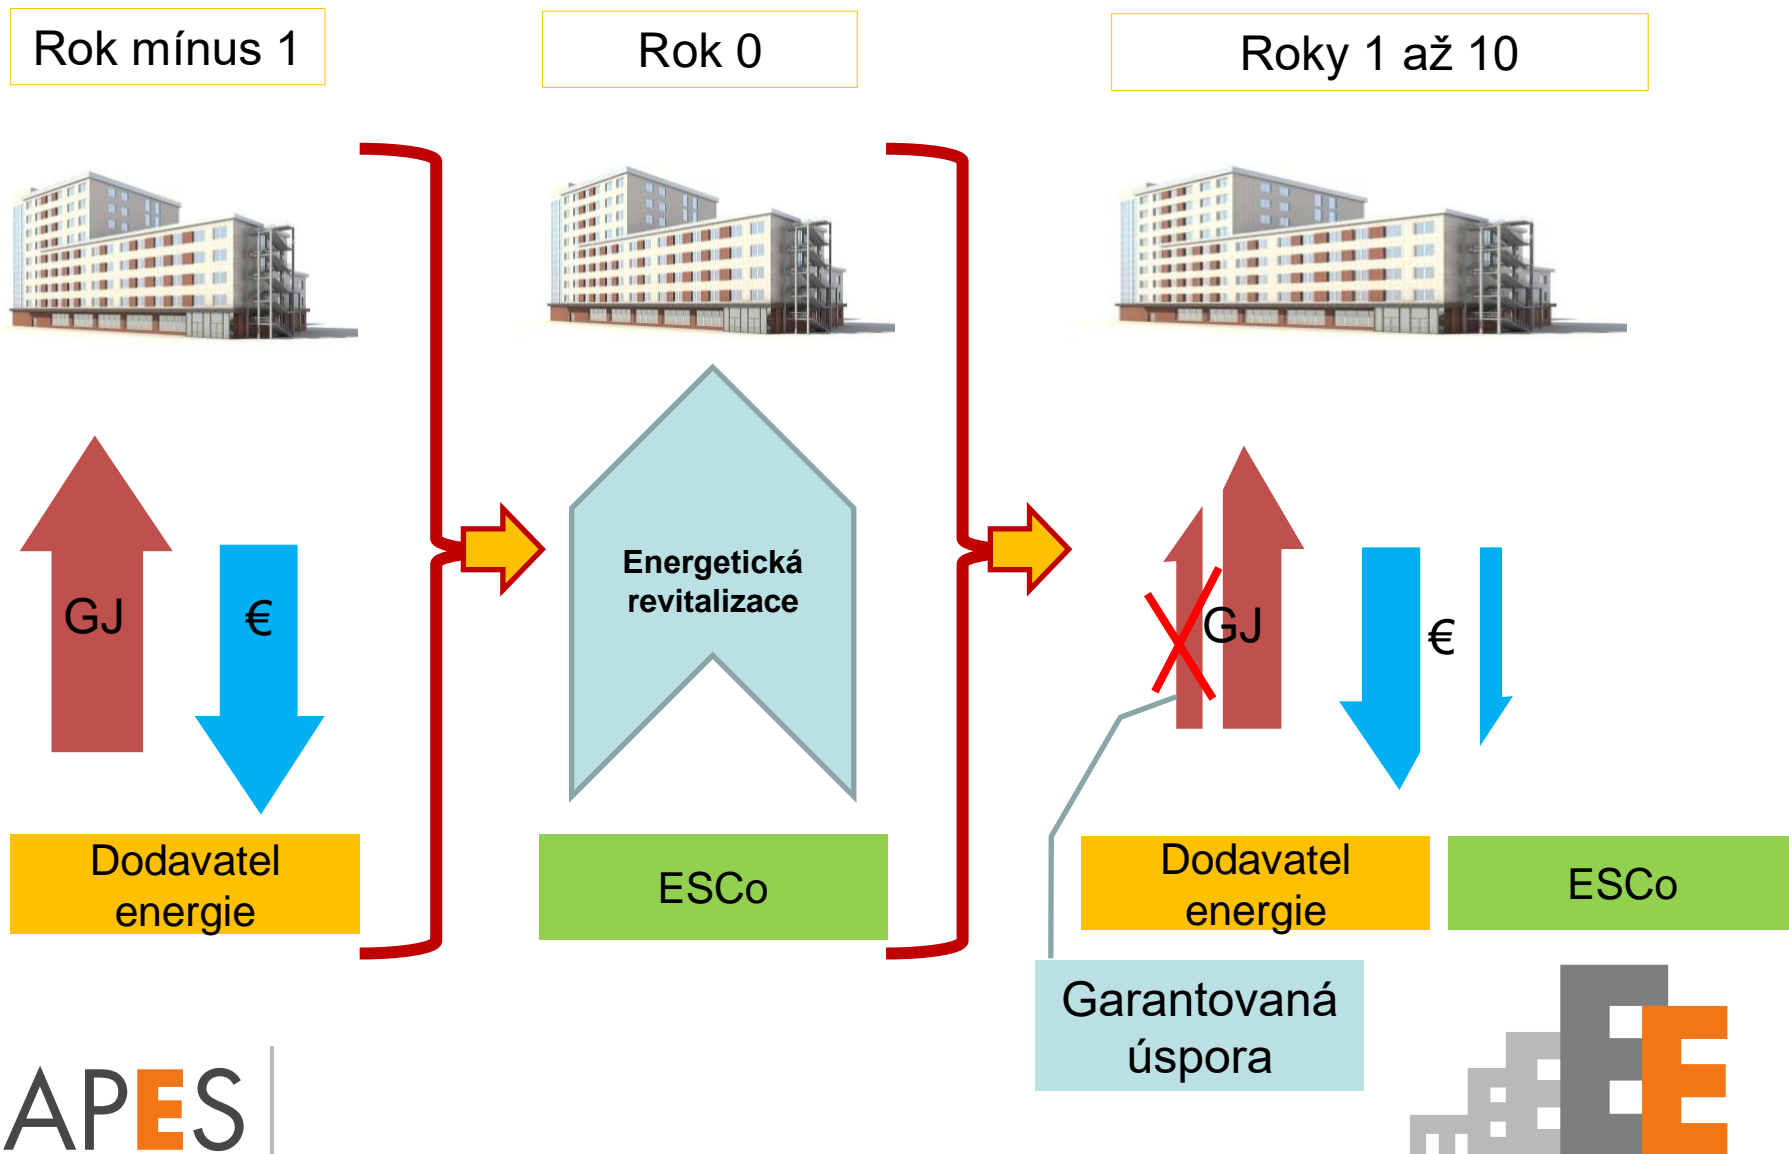 Rok mínus 1
Rok 0
Roky 1 až 10
GJ
€
Energetická
revitalizace
GJ
€
Dodavatel
energie
ESCo
Dodavatel
energie
ESCo
Garantovaná
úspora
APES